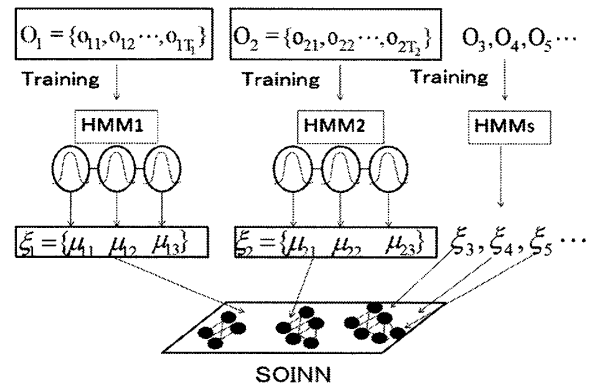 O₁ = {o₁₁,o₁₂⋯,o₁T₁} O₂ = {o₂₁,o₂₂⋯,o₂T₂} O₃,O₄,O₅⋯
Training Training Training
HMM1 HMM2 HMMs
ξ₁ = {μ₁₁ μ₁₂ μ₁₃} ξ₂ = {μ₂₁ μ₂₂ μ₂₃} ξ₃,ξ₄,ξ₅⋯
SOINN